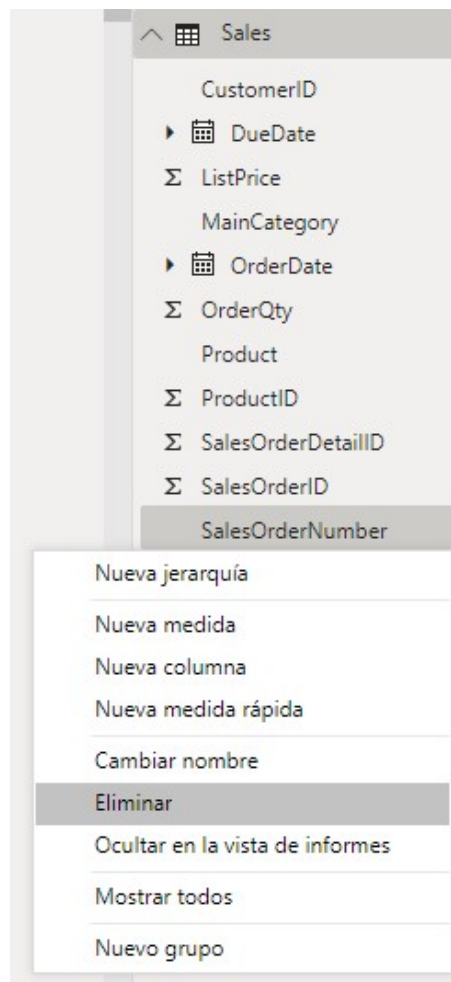 Sales
CustomerID
DueDate
Σ ListPrice
MainCategory
OrderDate
Σ OrderQty
Product
Σ ProductID
Σ SalesOrderDetailID
Σ SalesOrderID
SalesOrderNumber
Nueva jerarquía
Nueva medida
Nueva columna
Nueva medida rápida
Cambiar nombre
Eliminar
Ocultar en la vista de informes
Mostrar todos
Nuevo grupo